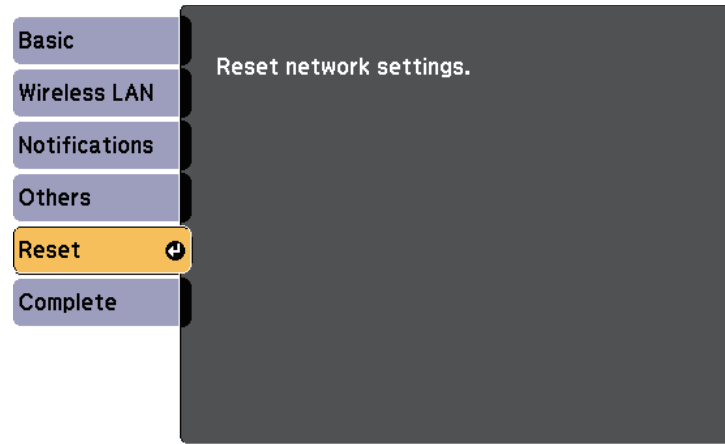 Basic
Wireless LAN
Notifications
Others
Reset
Complete
Reset network settings.